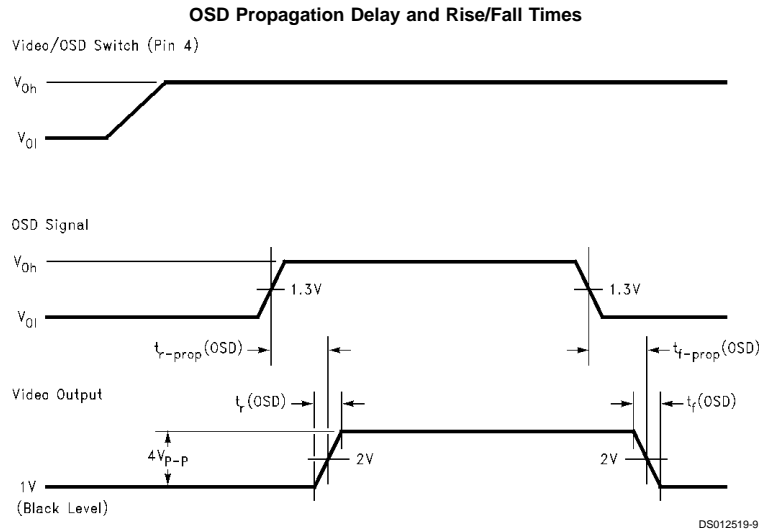 OSD Propagation Delay and Rise/Fall Times
Video/OSD Switch (Pin 4)
V0h
V0l
OSD Signal
V0h
1.3V
1.3V
V0l
tr-prop(OSD)
tf-prop(OSD)
Video Output
tr(OSD)
tf(OSD)
4VP-P
2V
2V
1V
(Black Level)
DS012519-9